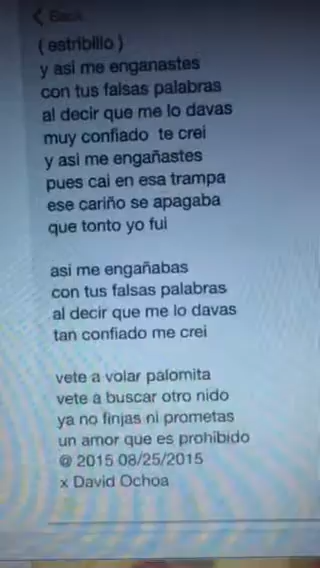 Back
( estribillo )
y asi me enganastes
con tus falsas palabras
al decir que me lo davas
muy confiado te crei
y asi me engañastes
pues cai en esa trampa
ese cariño se apagaba
que tonto yo fui
asi me engañabas
con tus falsas palabras
al decir que me lo davas
tan confiado me crei
vete a volar palomita
vete a buscar otro nido
ya no finjas ni prometas
un amor que es prohibido
@ 2015 08/25/2015
x David Ochoa